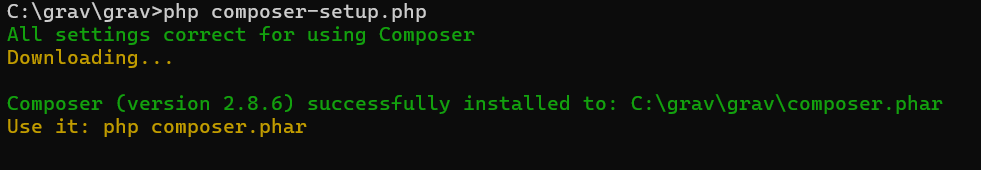 C:\grav\grav>php composer-setup.php
All settings correct for using Composer
Downloading...
Composer (version 2.8.6) successfully installed to: C:\grav\grav\composer.phar
Use it: php composer.phar